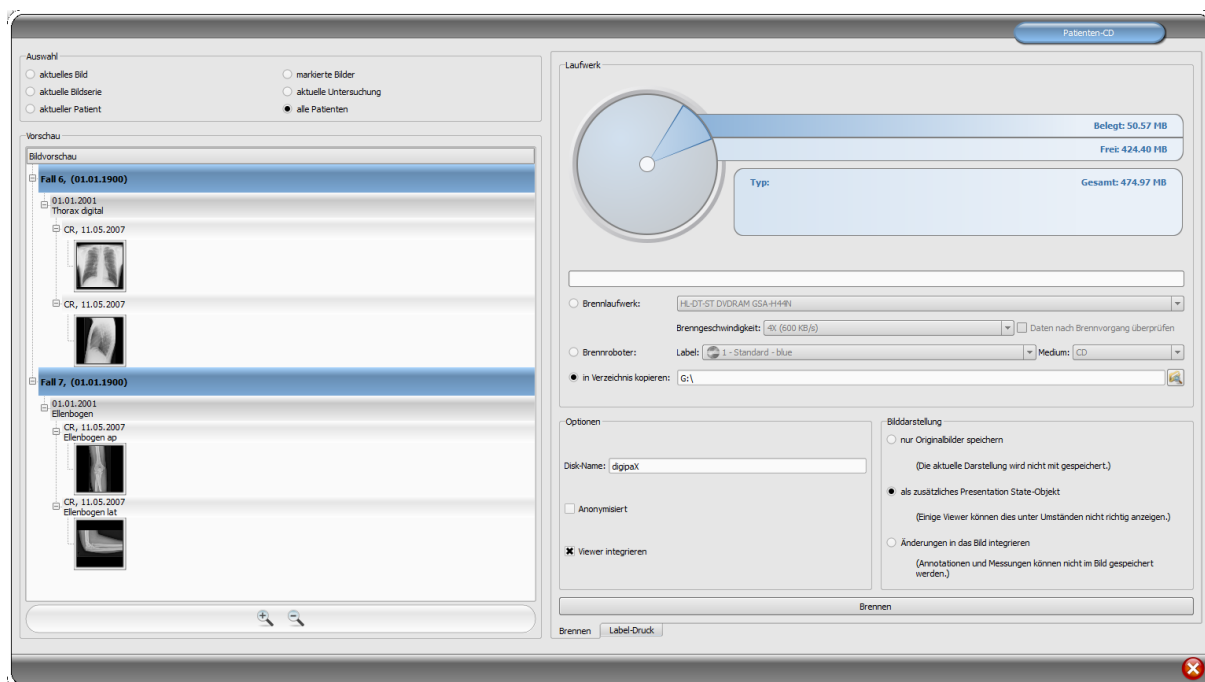 Patienten-CD
Auswahl
aktuelles Bild
markierte Bilder
aktuelle Bildserie
aktuelle Untersuchung
aktueller Patient
alle Patienten
Vorschau
Bildvorschau
Fall 6, (01.01.1900)
01.01.2001
Thorax digital
CR, 11.05.2007
CR, 11.05.2007
Fall 7, (01.01.1900)
01.01.2001
Ellenbogen
CR, 11.05.2007
Ellenbogen ap
CR, 11.05.2007
Ellenbogen lat
Laufwerk
Belegt: 50.57 MB
Frei: 424.40 MB
Typ: Gesamt: 474.97 MB
Brennlaufwerk: HL-DT-ST DVDRAM GSA-H44N
Brenngeschwindigkeit: 4X (600 KB/s) Daten nach Brennvorgang überprüfen
Brennroboter: Label: 1 - Standard - blue Medium: CD
in Verzeichnis kopieren: G:\
Optionen
Disk-Name: digipaX
Anonymisiert
Viewer integrieren
Bilddarstellung
nur Originalbilder speichern
(Die aktuelle Darstellung wird nicht mit gespeichert.)
als zusätzliches Presentation State-Objekt
(Einige Viewer können dies unter Umständen nicht richtig anzeigen.)
Änderungen in das Bild integrieren
(Annotationen und Messungen können nicht im Bild gespeichert
werden.)
Brennen
Brennen Label-Druck